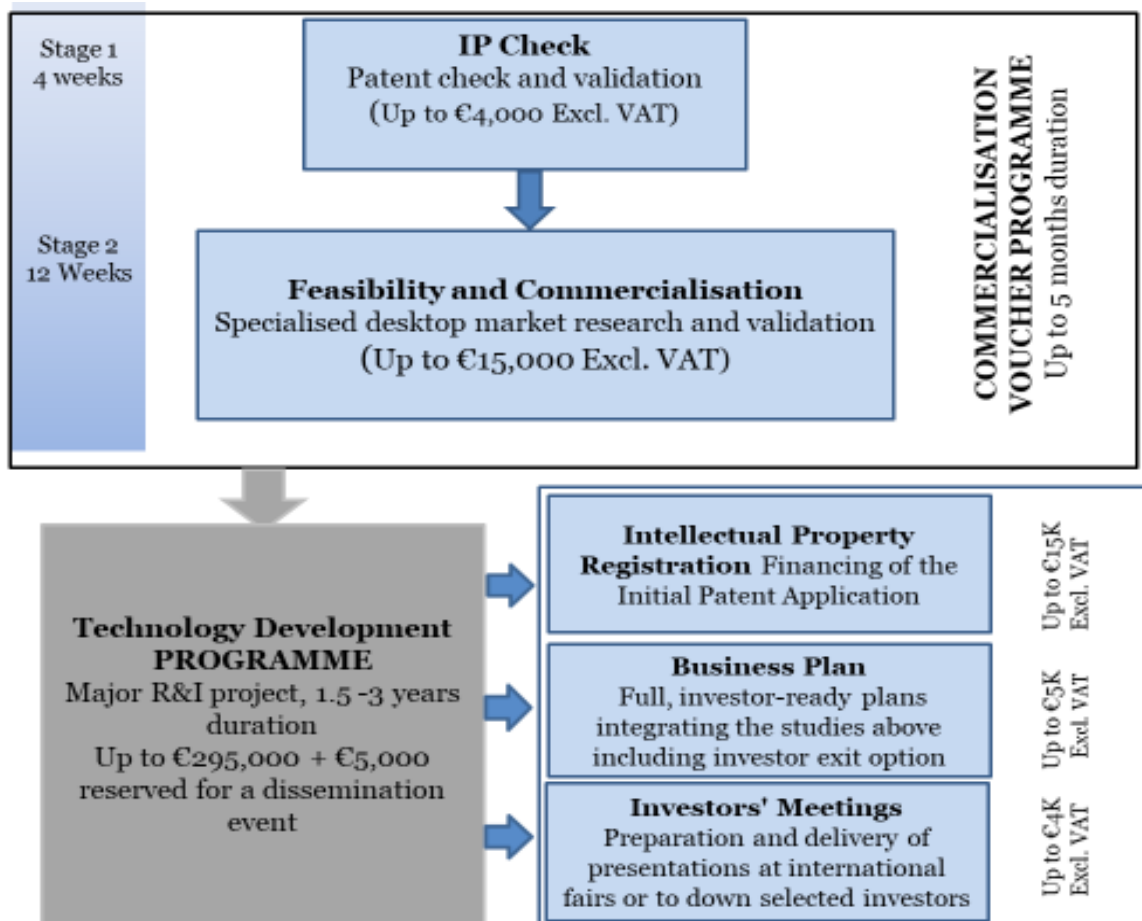 Stage 1
4 weeks
IP Check
Patent check and validation
(Up to €4,000 Excl. VAT)
COMMERCIALISATION
VOUCHER PROGRAMME
Up to 5 months duration
Stage 2
12 Weeks
Feasibility and Commercialisation
Specialised desktop market research and validation
(Up to €15,000 Excl. VAT)
Technology Development
PROGRAMME
Major R&I project, 1.5 -3 years
duration
Up to €295,000 + €5,000
reserved for a dissemination
event
Intellectual Property
Registration Financing of the
Initial Patent Application
Up to €15K
Excl. VAT
Business Plan
Full, investor-ready plans
integrating the studies above
including investor exit option
Up to €5K
Excl. VAT
Investors' Meetings
Preparation and delivery of
presentations at international
fairs or to down selected investors
Up to €4K
Excl. VAT